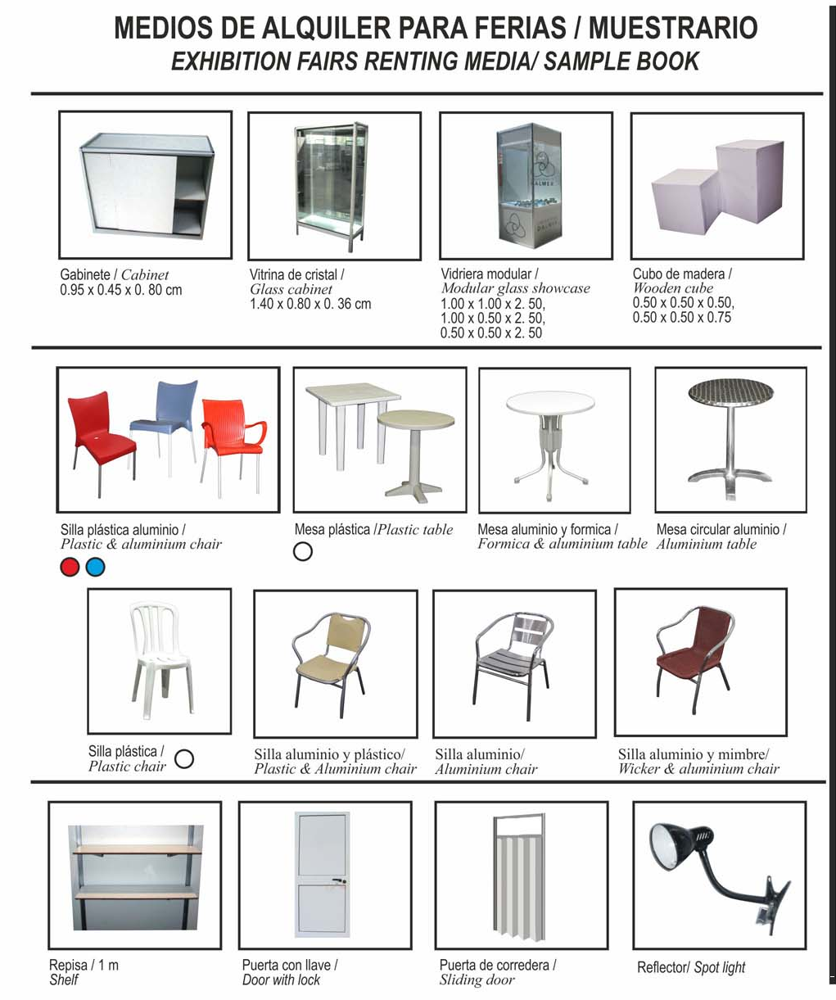 MEDIOS DE ALQUILER PARA FERIAS / MUESTRARIO
EXHIBITION FAIRS RENTING MEDIA/ SAMPLE BOOK
DALMEX
Gabinete / Cabinet
0.95 x 0.45 x 0. 80 cm
Vitrina de cristal /
Glass cabinet
1.40 x 0.80 x 0. 36 cm
Vidriera modular /
Modular glass showcase
1.00 x 1.00 x 2. 50,
1.00 x 0.50 x 2. 50,
0.50 x 0.50 x 2. 50
Cubo de madera /
Wooden cube
0.50 x 0.50 x 0.50,
0.50 x 0.50 x 0.75
Silla plástica aluminio /
Plastic & aluminium chair
Mesa plástica /Plastic table
Mesa aluminio y formica /
Formica & aluminium table
Mesa circular aluminio /
Aluminium table
Silla plástica /
Plastic chair
Silla aluminio y plástico/
Plastic & Aluminium chair
Silla aluminio/
Aluminium chair
Silla aluminio y mimbre/
Wicker & aluminium chair
Repisa / 1 m
Shelf
Puerta con llave /
Door with lock
Puerta de corredera /
Sliding door
Reflector/ Spot light